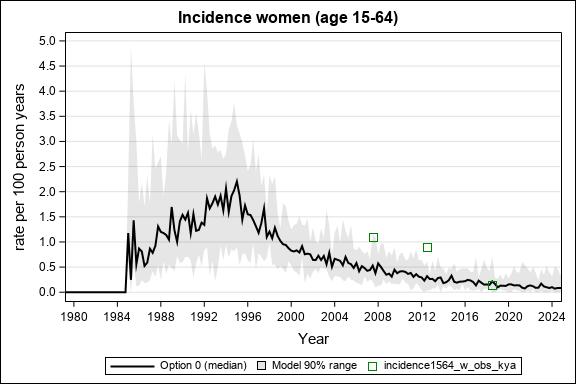 Incidence women (age 15-64)
rate per 100 person years
5.0
4.5
4.0
3.5
3.0
2.5
2.0
1.5
1.0
0.5
0.0
1980 1984 1988 1992 1996 2000 2004 2008 2012 2016 2020 2024
Year
Option 0 (median) Model 90% range incidence1564_w_obs_kya